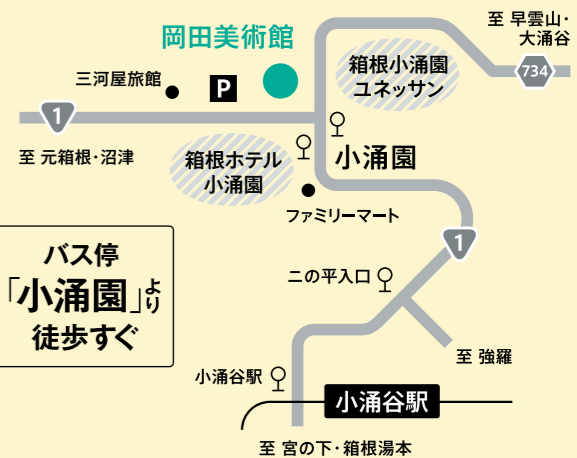 至 早雲山・
大涌谷
734
岡田美術館
箱根小涌園
ユネッサン
三河屋旅館
P
1
至 元箱根・沼津
箱根ホテル
小涌園
小涌園
ファミリーマート
1
バス停
「小涌園」より
徒歩すぐ
二の平入口
至 強羅
小涌谷駅
小涌谷駅
至 宮の下・箱根湯本